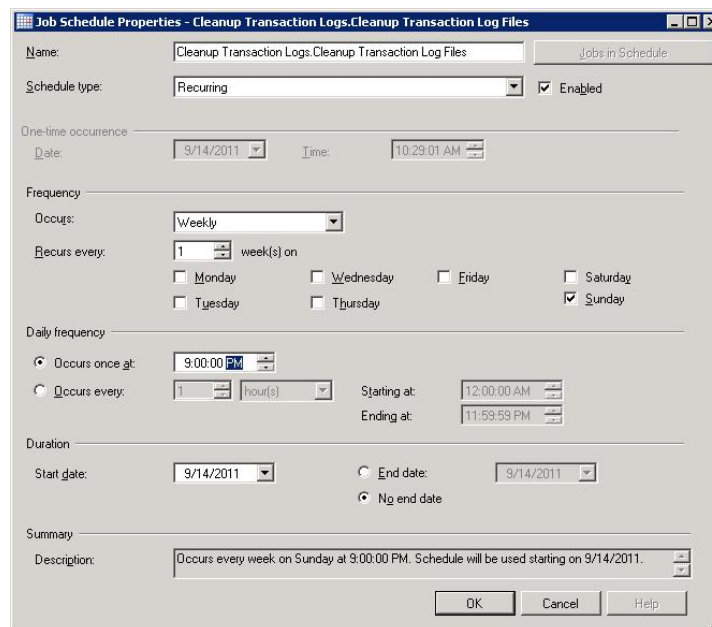 Job Schedule Properties - Cleanup Transaction Logs.Cleanup Transaction Log Files
Name: Cleanup Transaction Logs.Cleanup Transaction Log Files Jobs in Schedule
Schedule type: Recurring Enabled
One-time occurrence
Date: 9/14/2011 Time: 10:29:01 AM
Frequency
Occurs: Weekly
Recurs every: 1 week(s) on
Monday Wednesday Friday Saturday
Tuesday Thursday Sunday
Daily frequency
Occurs once at: 9:00:00 PM
Occurs every: 1 hour(s) Starting at: 12:00:00 AM
Ending at: 11:59:59 PM
Duration
Start date: 9/14/2011 End date: 9/14/2011
No end date
Summary
Description: Occurs every week on Sunday at 9:00:00 PM. Schedule will be used starting on 9/14/2011.
OK Cancel Help